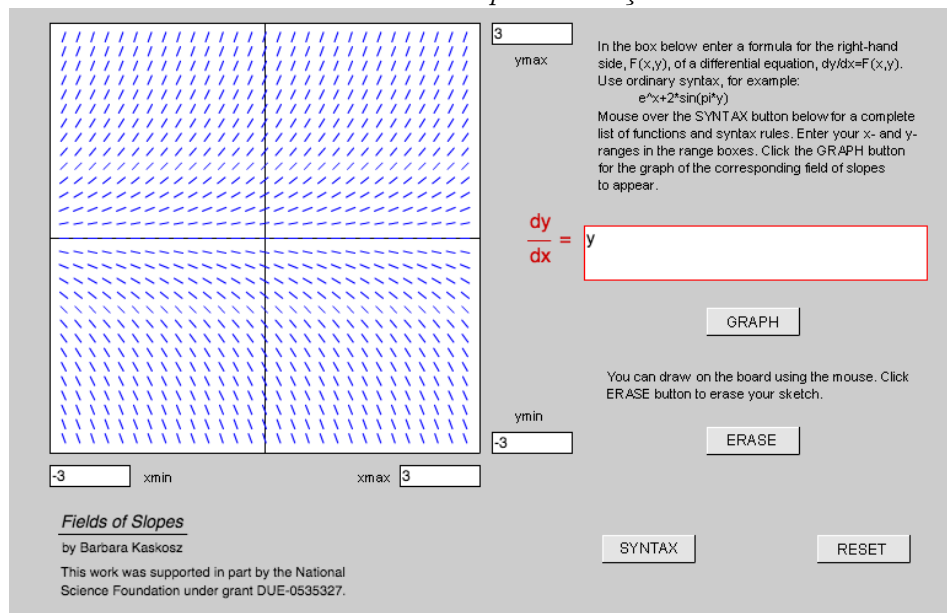 3
ymax
In the box below enter a formula for the right-hand
side, F(x,y), of a differential equation, dy/dx=F(x,y).
Use ordinary syntax, for example:
e^x+2*sin(pi*y)
Mouse over the SYNTAX button below for a complete
list of functions and syntax rules. Enter your x- and y-
ranges in the range boxes. Click the GRAPH button
for the graph of the corresponding field of slopes
to appear.
dy
dx
=
y
GRAPH
You can draw on the board using the mouse. Click
ERASE button to erase your sketch.
ymin
-3
ERASE
-3 xmin xmax 3
Fields of Slopes
by Barbara Kaskosz
This work was supported in part by the National
Science Foundation under grant DUE-0535327.
SYNTAX RESET